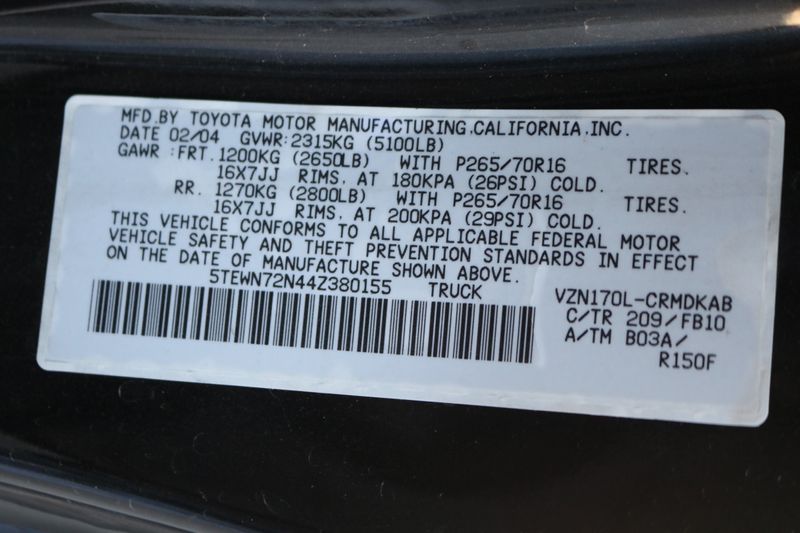 MFD.BY TOYOTA MOTOR MANUFACTURING,CALIFORNIA,INC.
DATE 02/04 GVWR:2315KG (5100LB)
GAWR: FRT. 1200KG (2650LB) WITH P265/70R16 TIRES.
16X7JJ RIMS, AT 180KPA (26PSI) COLD.
RR. 1270KG (2800LB) WITH P265/70R16 TIRES.
16X7JJ RIMS, AT 200KPA (29PSI) COLD.
THIS VEHICLE CONFORMS TO ALL APPLICABLE FEDERAL MOTOR
VEHICLE SAFETY AND THEFT PREVENTION STANDARDS IN EFFECT
ON THE DATE OF MANUFACTURE SHOWN ABOVE.
5TEWN72N44Z380155 TRUCK VZN170L-CRMDKAB
C/TR 209/FB10
A/TM B03A/
R150F